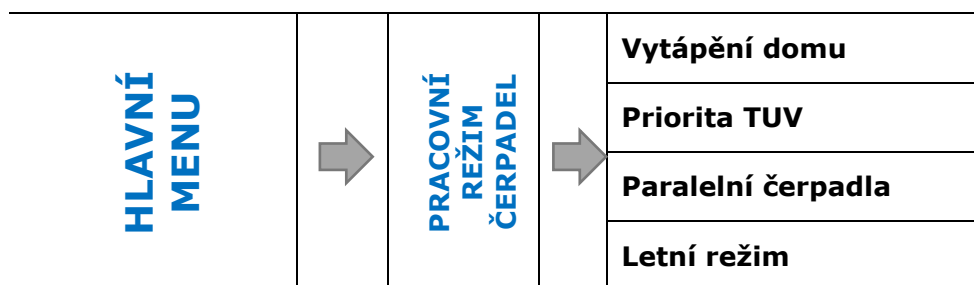 HLAVNÍ
MENU
PRACOVNÍ
REŽIM
ČERPADEL
Vytápění domu
Priorita TUV
Paralelní čerpadla
Letní režim